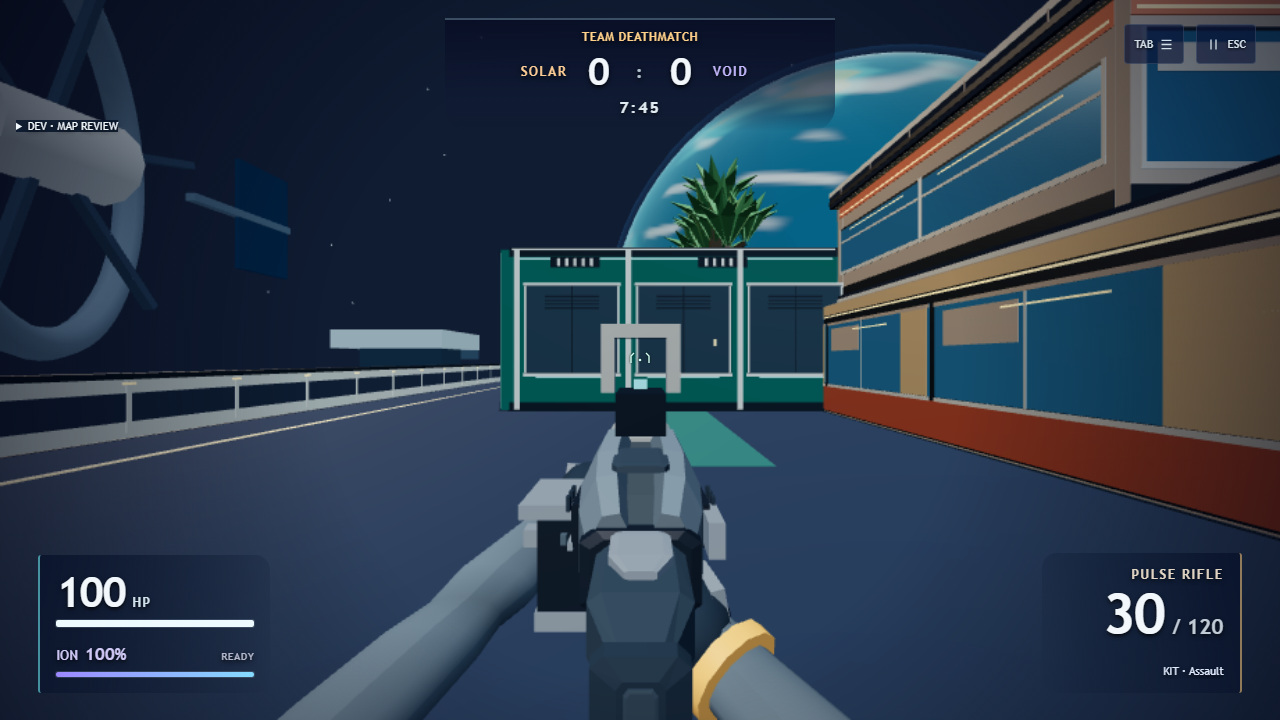 TEAM DEATHMATCH
SOLAR 0 : 0 VOID
7:45
TAB ☰
II ESC
▶ DEV · MAP REVIEW
100 HP
ION 100% READY
PULSE RIFLE
30 / 120
KIT · Assault